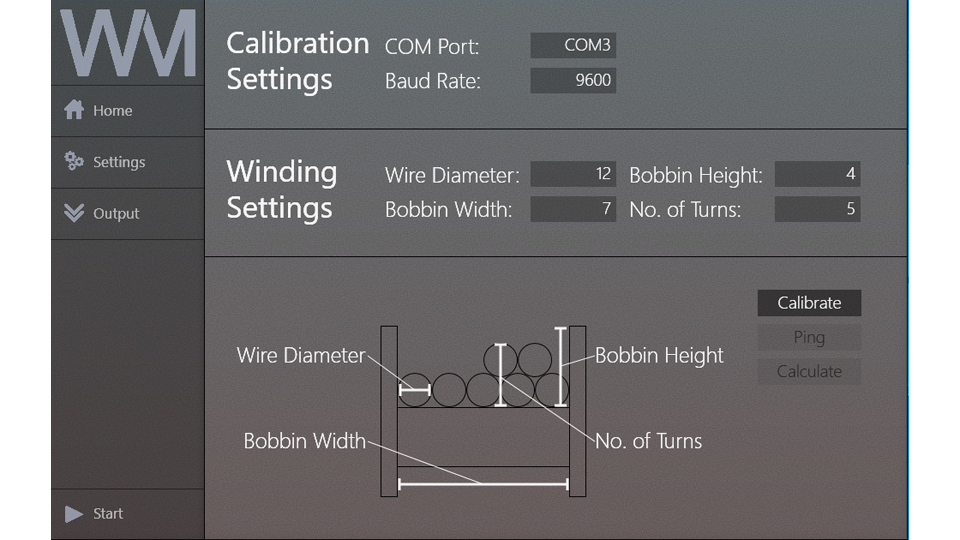 WM
Home
Settings
Output
Start
Calibration
Settings
COM Port: COM3
Baud Rate: 9600
Winding
Settings
Wire Diameter: 12 Bobbin Height: 4
Bobbin Width: 7 No. of Turns: 5
Calibrate
Ping
Calculate
Wire Diameter
Bobbin Height
Bobbin Width
No. of Turns